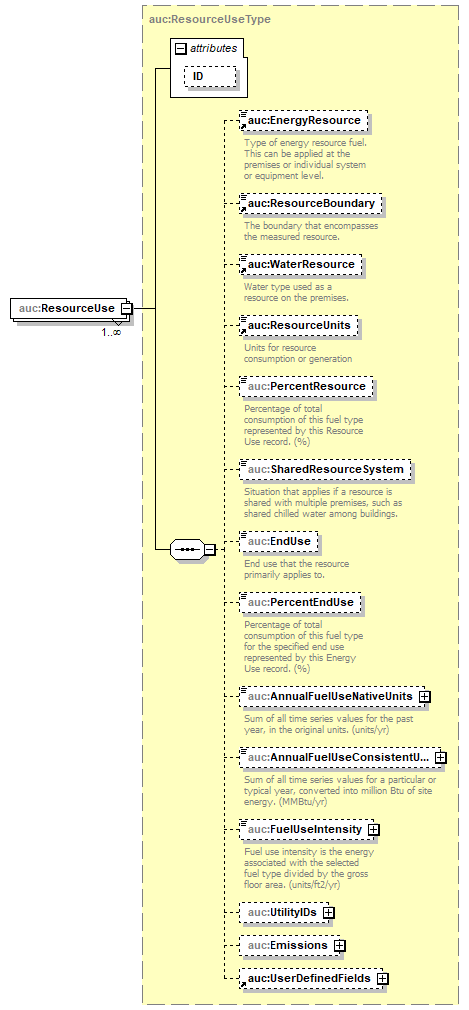 auc:ResourceUseType
attributes
ID
auc:EnergyResource
Type of energy resource fuel.
This can be applied at the
premises or individual system
or equipment level.
auc:ResourceBoundary
The boundary that encompasses
the measured resource.
auc:WaterResource
Water type used as a
resource on the premises.
auc:ResourceUse
1..∞
auc:ResourceUnits
Units for resource
consumption or generation
auc:PercentResource
Percentage of total
consumption of this fuel type
represented by this Resource
Use record. (%)
auc:SharedResourceSystem
Situation that applies if a resource is
shared with multiple premises, such as
shared chilled water among buildings.
auc:EndUse
End use that the resource
primarily applies to.
auc:PercentEndUse
Percentage of total
consumption of this fuel type
for the specified end use
represented by this Energy
Use record. (%)
auc:AnnualFuelUseNativeUnits
Sum of all time series values for the past
year, in the original units. (units/yr)
auc:AnnualFuelUseConsistentU...
Sum of all time series values for a particular or
typical year, converted into million Btu of site
energy. (MMBtu/yr)
auc:FuelUseIntensity
Fuel use intensity is the energy
associated with the selected
fuel type divided by the gross
floor area. (units/ft2/yr)
auc:UtilityIDs
auc:Emissions
auc:UserDefinedFields